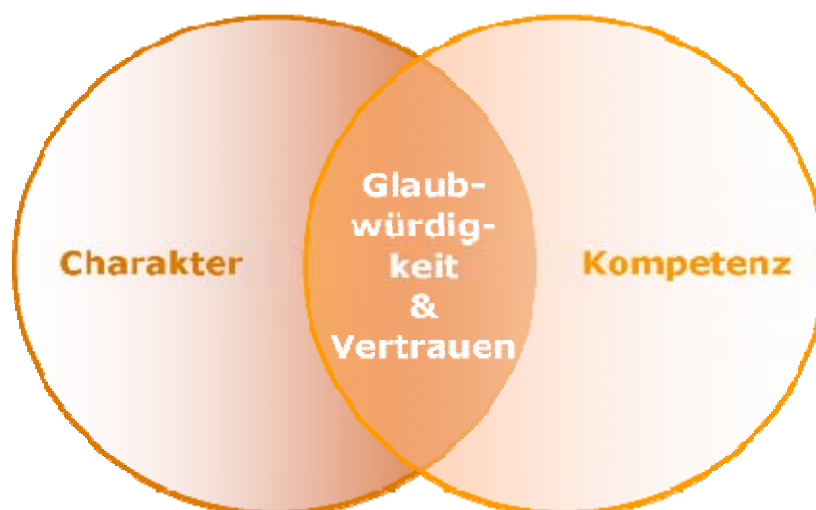 Charakter
Glaub-
würdig-
keit
&
Vertrauen
Kompetenz